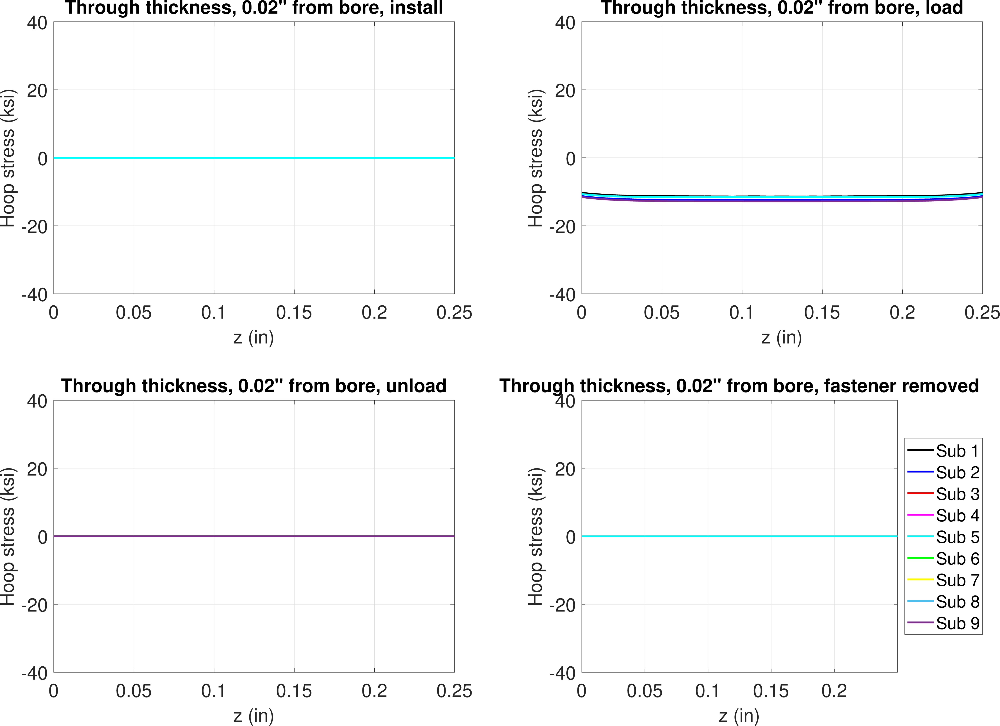 Through thickness, 0.02" from bore, install
40
20
0
-20
-40
Hoop stress (ksi)
0 0.05 0.1 0.15 0.2 0.25
z (in)
Through thickness, 0.02" from bore, load
40
20
0
-20
-40
Hoop stress (ksi)
0 0.05 0.1 0.15 0.2 0.25
z (in)
Through thickness, 0.02" from bore, unload
40
20
0
-20
-40
Hoop stress (ksi)
0 0.05 0.1 0.15 0.2 0.25
z (in)
Through thickness, 0.02" from bore, fastener removed
40
20
0
-20
-40
Hoop stress (ksi)
0 0.05 0.1 0.15 0.2
z (in)
Sub 1
Sub 2
Sub 3
Sub 4
Sub 5
Sub 6
Sub 7
Sub 8
Sub 9